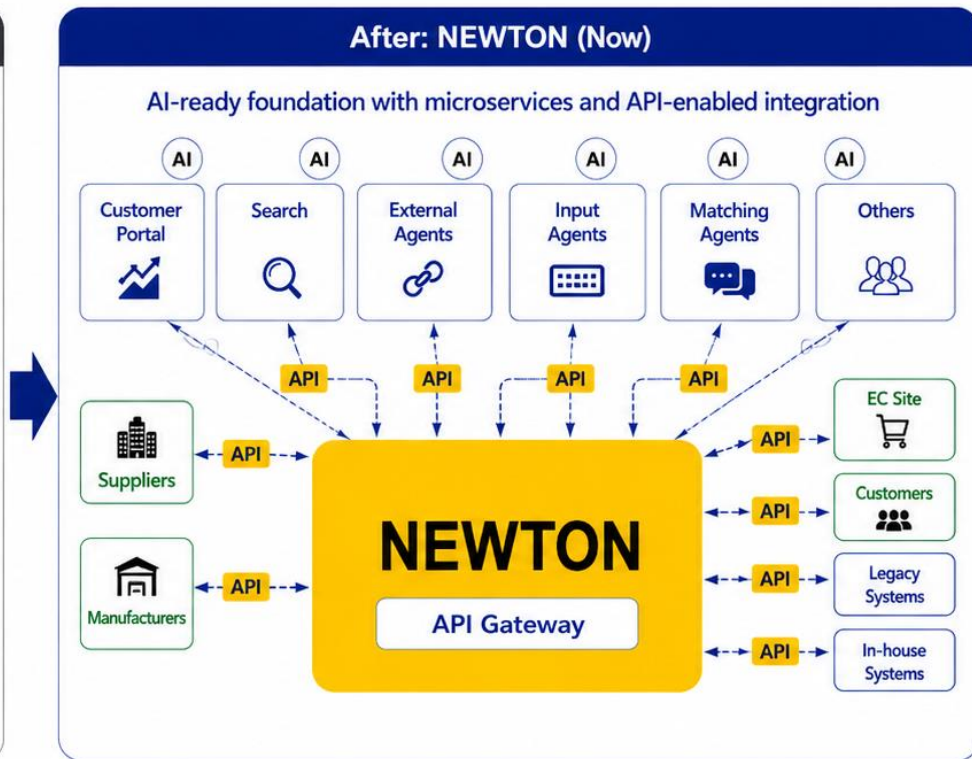 After: NEWTON (Now)
AI-ready foundation with microservices and API-enabled integration
AI
AI
AI
AI
AI
AI
Customer
Portal
Search
External
Agents
Input
Agents
Matching
Agents
Others
API
API
API
API
Suppliers
API
Manufacturers
API
NEWTON
API Gateway
API
EC Site
API
Customers
API
Legacy
Systems
API
In-house
Systems